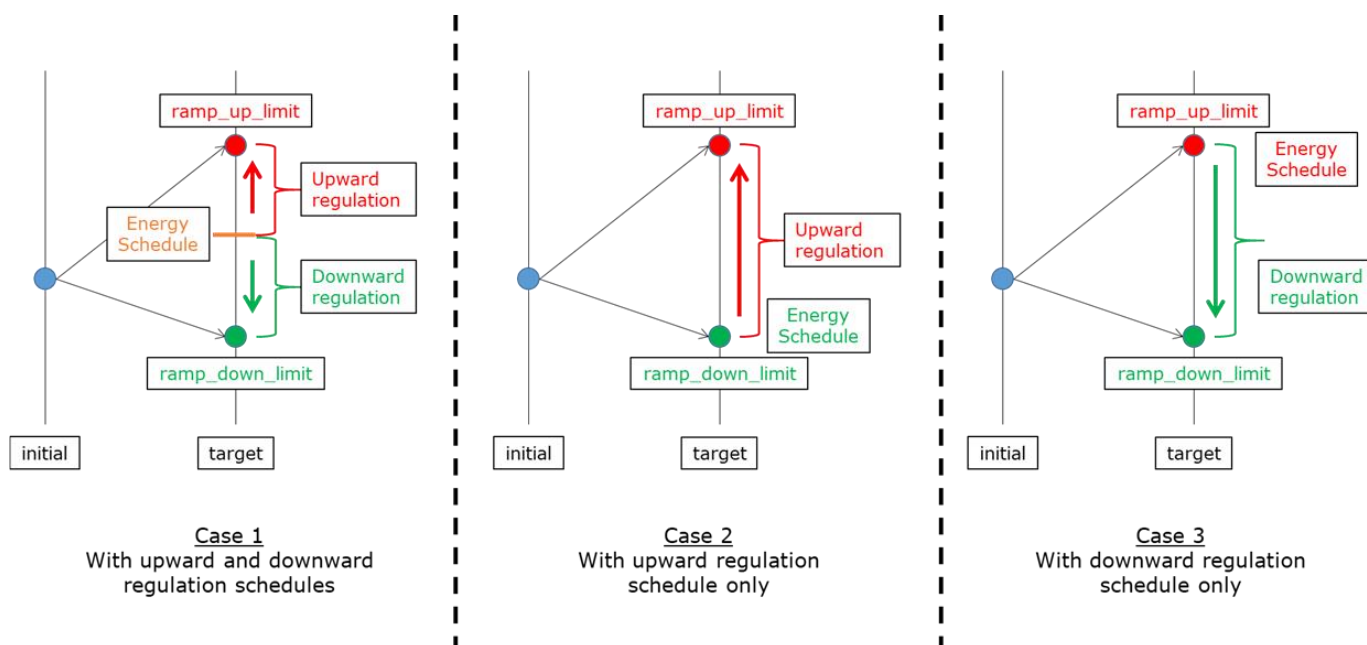 ramp_up_limit
Upward
regulation
Energy
Schedule
Downward
regulation
ramp_down_limit
initial
target
Case 1
With upward and downward
regulation schedules
ramp_up_limit
Upward
regulation
Energy
Schedule
ramp_down_limit
initial
target
Case 2
With upward regulation
schedule only
ramp_up_limit
Energy
Schedule
Downward
regulation
ramp_down_limit
initial
target
Case 3
With downward regulation
schedule only